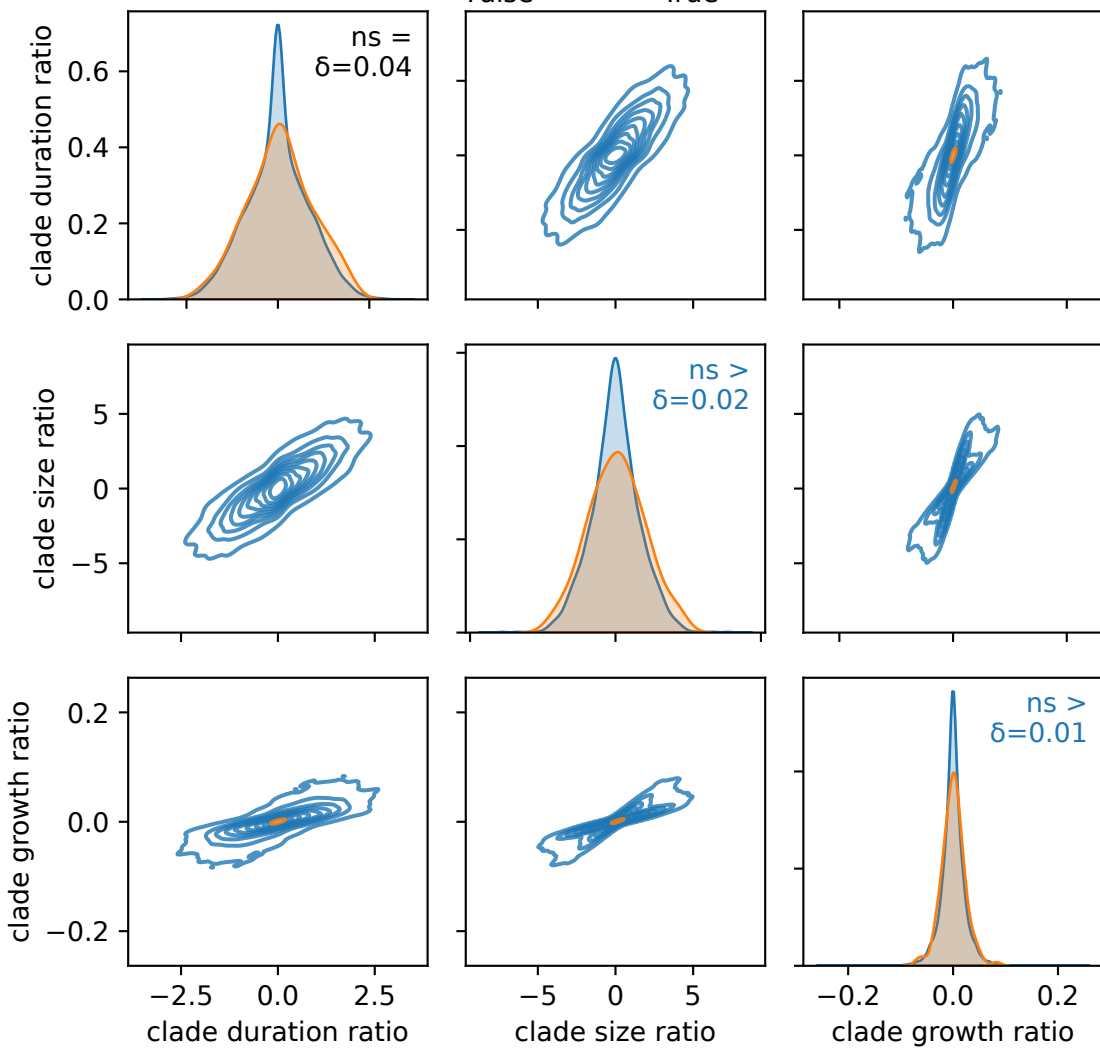 clade duration ratio
0.6
0.4
0.2
0.0
ns =
δ=0.04
clade size ratio
5
0
−5
ns >
δ=0.02
clade growth ratio
0.2
0.0
−0.2
ns >
δ=0.01
−2.5 0.0 2.5
−5 0 5
−0.2 0.0 0.2
clade duration ratio
clade size ratio
clade growth ratio